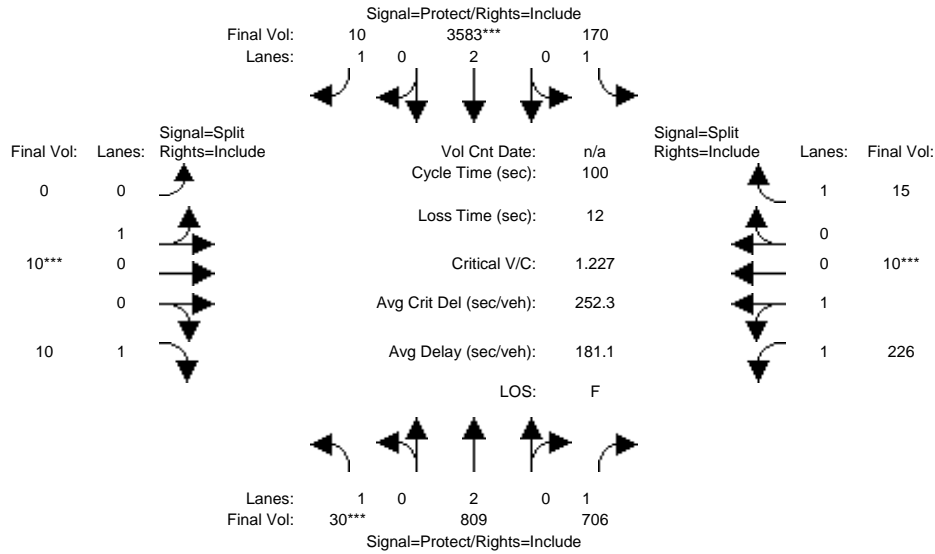 Signal=Protect/Rights=Include
Final Vol: 10 3583*** 170
Lanes: 1 0 2 0 1
Signal=Split Signal=Split
Final Vol: Lanes: Rights=Include Vol Cnt Date: n/a Rights=Include Lanes: Final Vol:
Cycle Time (sec): 100
0 0 1 15
Loss Time (sec): 12
1 0
10*** 0 Critical V/C: 1.227 0 10***
0 Avg Crit Del (sec/veh): 252.3 1
10 1 Avg Delay (sec/veh): 181.1 1 226
LOS: F
Lanes: 1 0 2 0 1
Final Vol: 30*** 809 706
Signal=Protect/Rights=Include